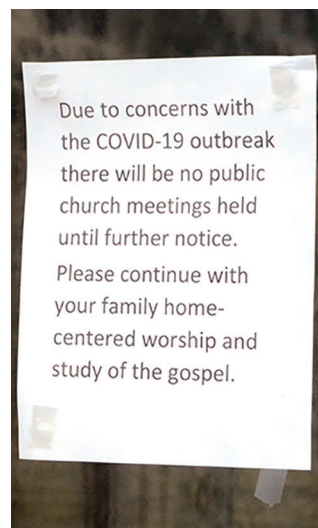 Due to concerns with
the COVID-19 outbreak
there will be no public
church meetings held
until further notice.
Please continue with
your family home-
centered worship and
study of the gospel.